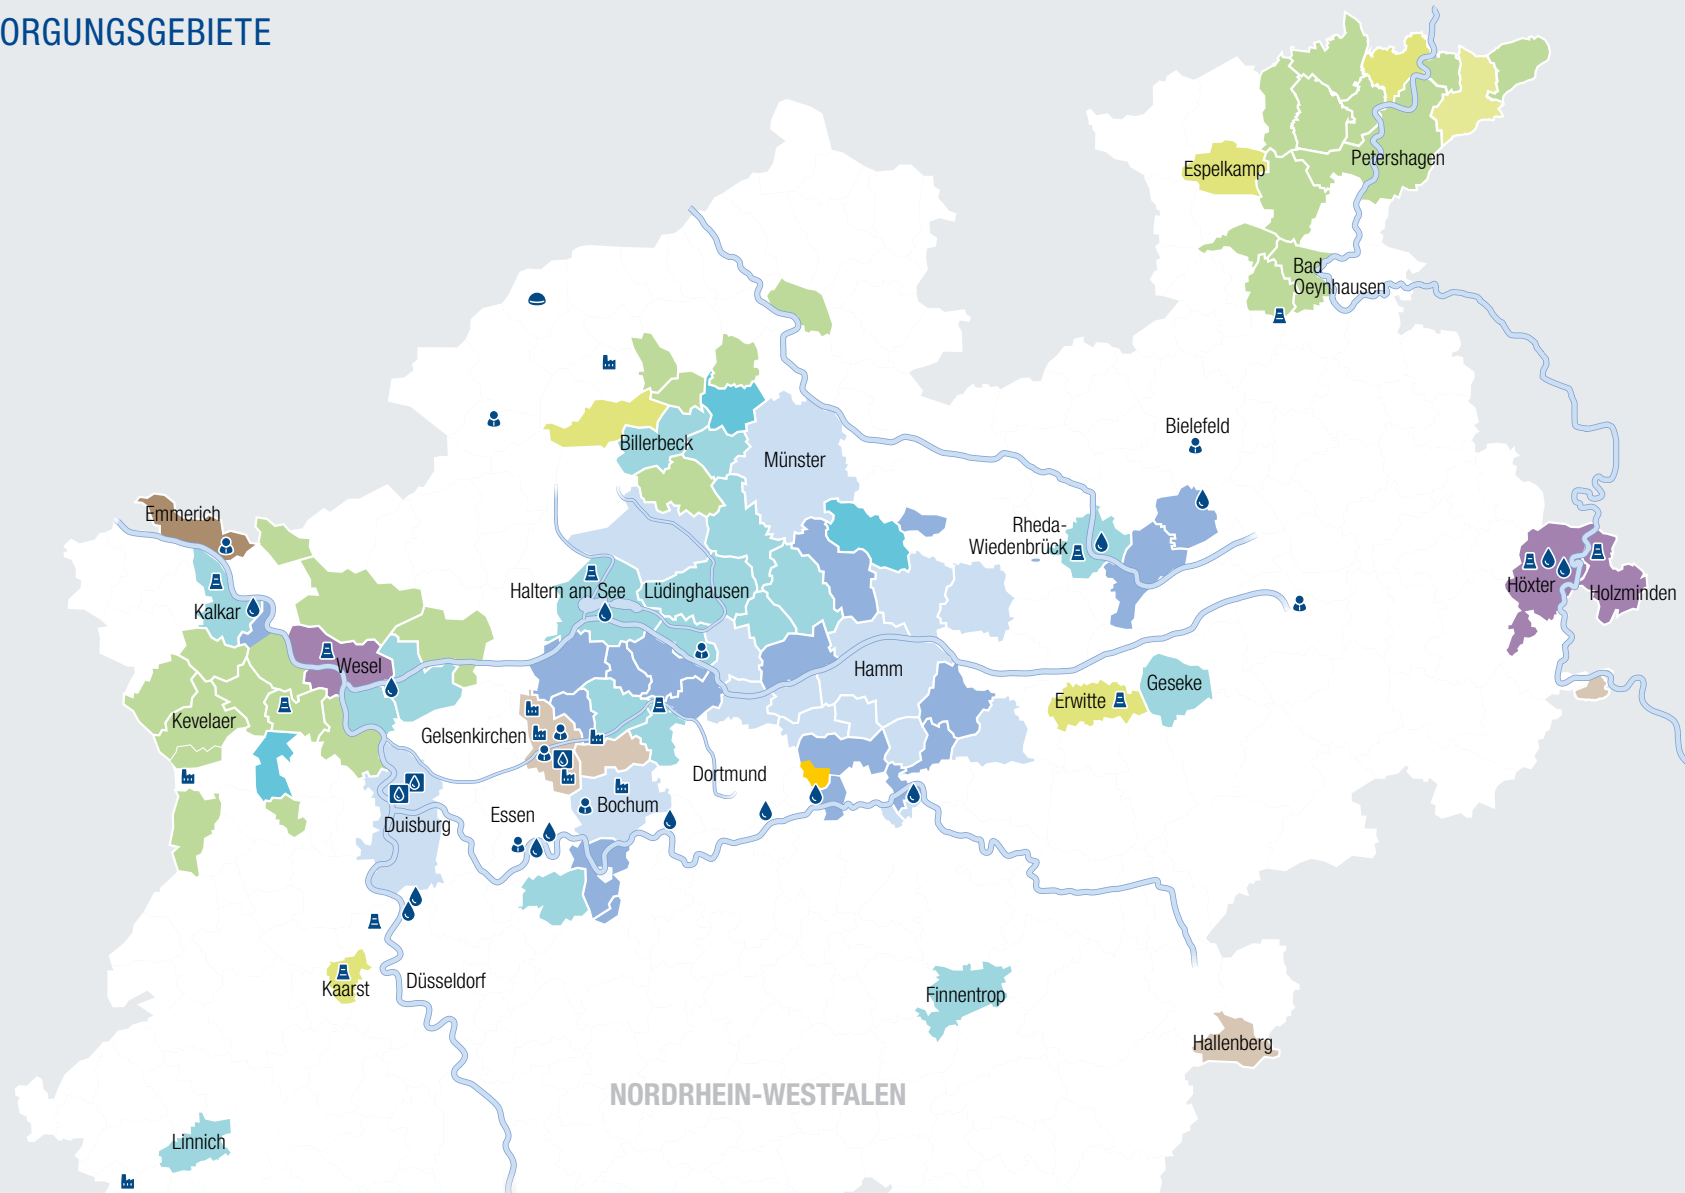 ORGUNGSGEBIETE
Petershagen
Espelkamp
Bad
Oeynhausen
Bielefeld
Billerbeck
Münster
Emmerich
Rheda-
Wiedenbrück
Haltern am See
Lüdinghausen
Höxter
Holzminden
Kalkar
Wesel
Hamm
Geseke
Erwitte
Kevelaer
Gelsenkirchen
Dortmund
Bochum
Essen
Duisburg
Düsseldorf
Kaarst
Finnentrop
Hallenberg
NORDRHEIN-WESTFALEN
Linnich